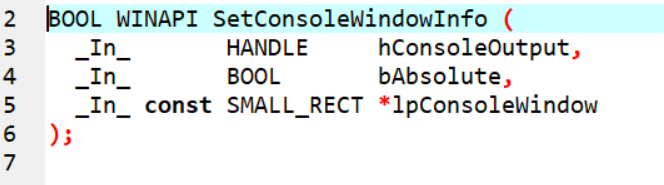 2 BOOL WINAPI SetConsoleWindowInfo (
3   _In_       HANDLE     hConsoleOutput,
4   _In_       BOOL       bAbsolute,
5   _In_ const SMALL_RECT *lpConsoleWindow
6 );
7